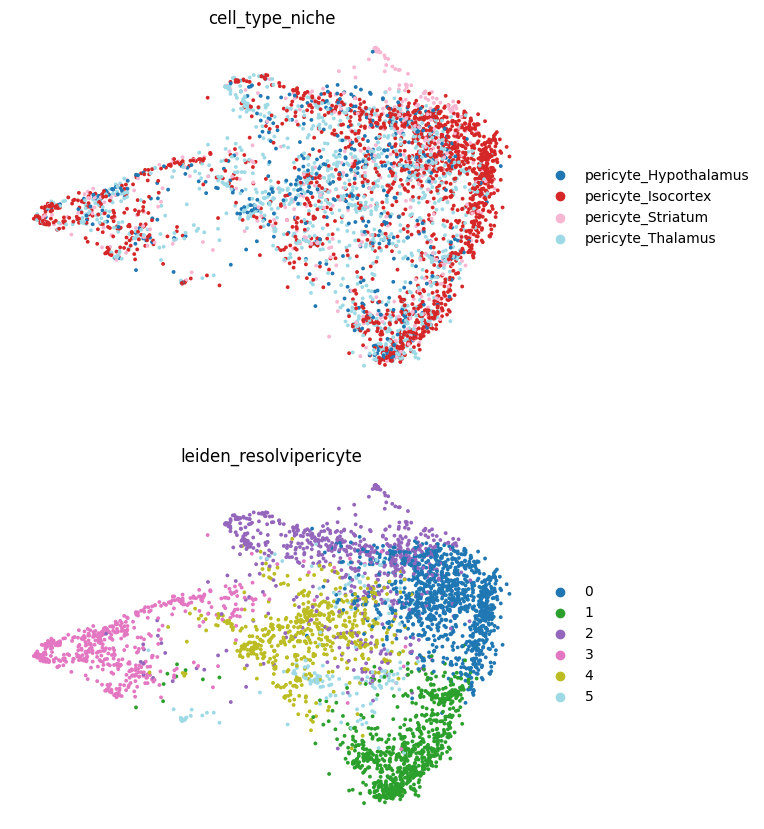 cell_type_niche
pericyte_Hypothalamus
pericyte_Isocortex
pericyte_Striatum
pericyte_Thalamus
leiden_resolvipericyte
0
1
2
3
4
5